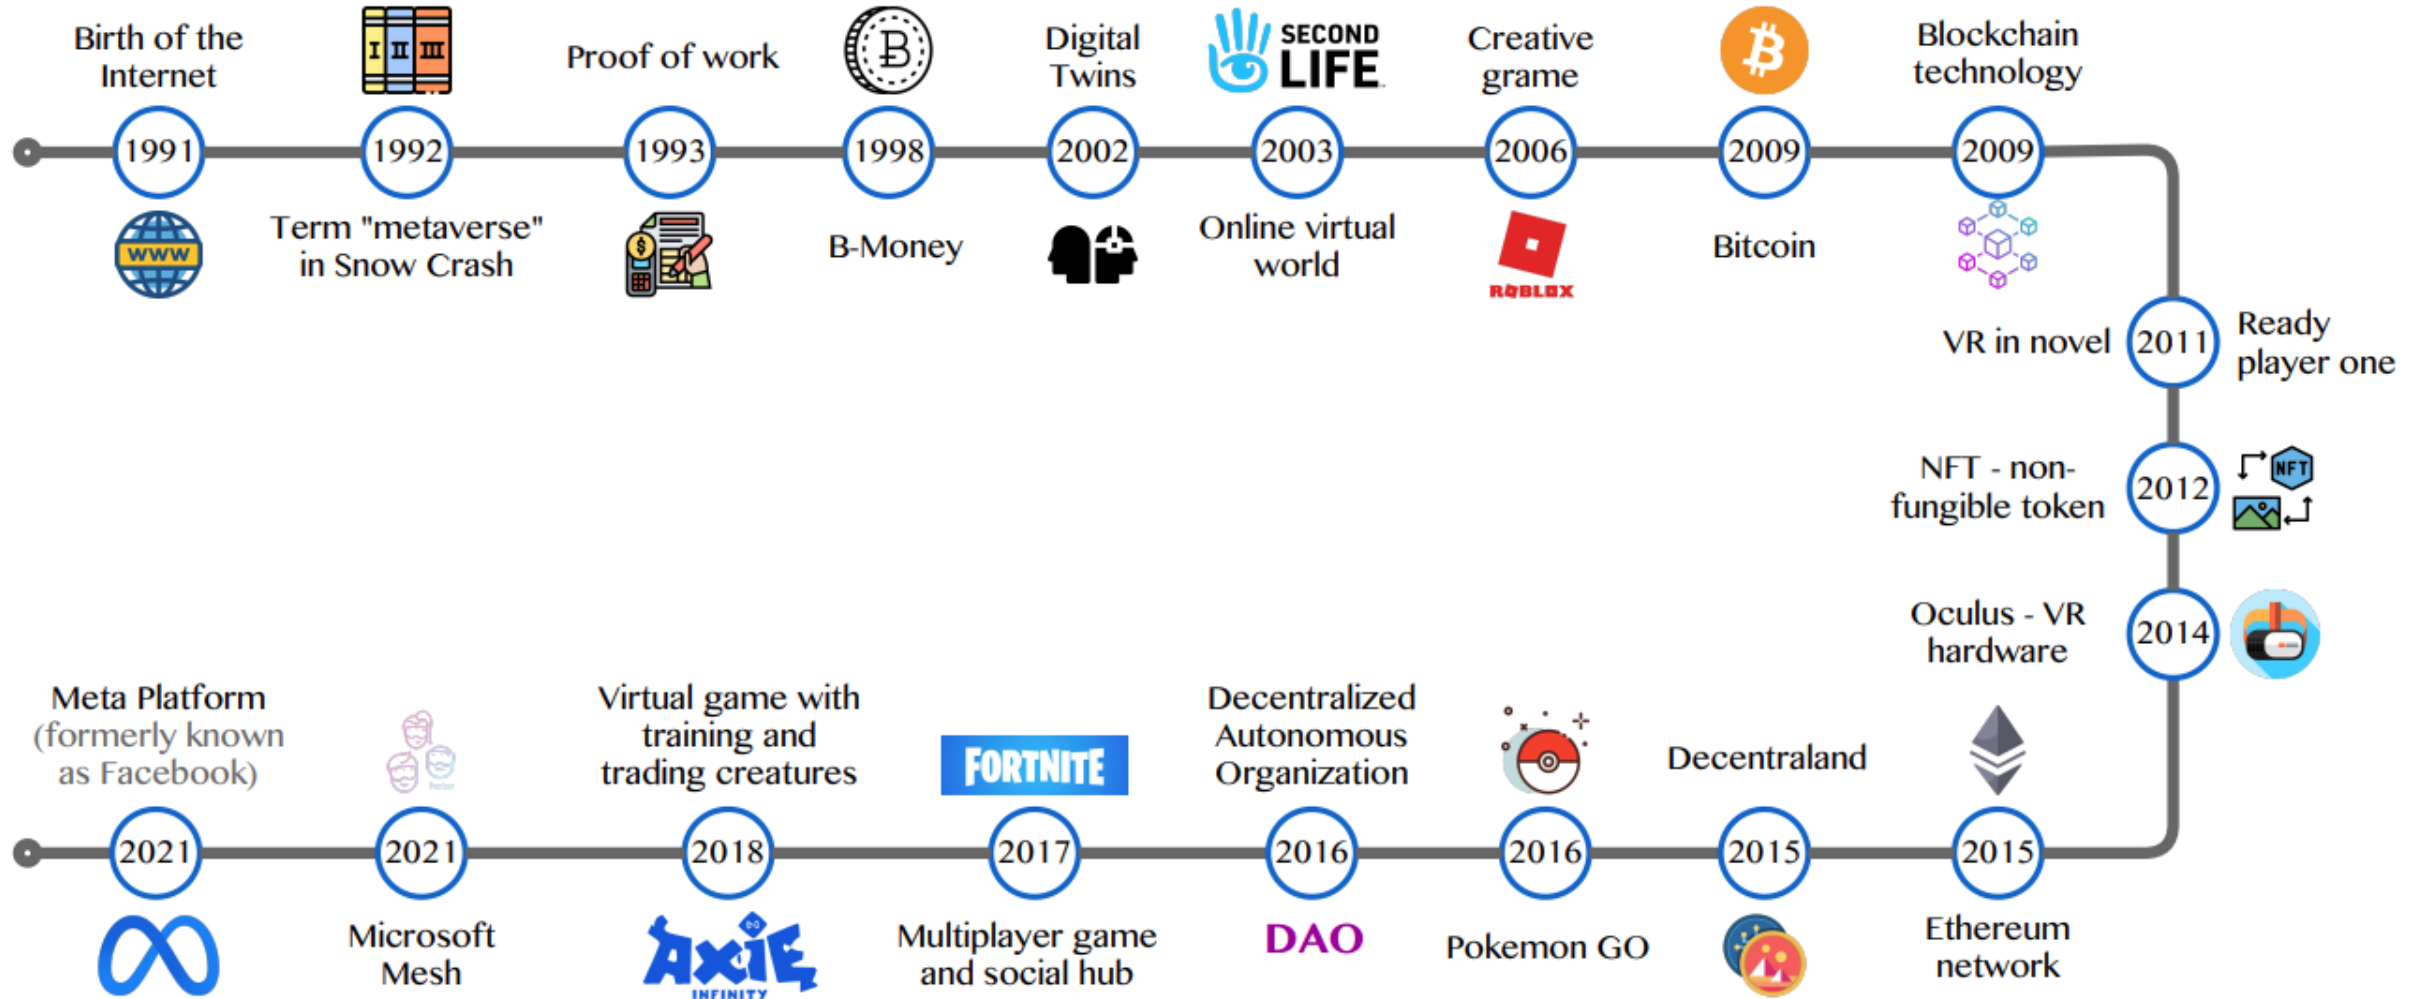 Birth of the
Internet
1991
WWW
I II III
1992
Term "metaverse"
in Snow Crash
Proof of work
1993
$
B
1998
B-Money
Digital
Twins
2002
SECOND
LIFE
2003
Online virtual
world
Creative
grame
2006
ROBLOX
B
2009
Bitcoin
Blockchain
technology
2009
VR in novel
2011
Ready
player one
NFT - non-
fungible token
2012
NFT
Oculus - VR
hardware
2014
2015
Ethereum
network
Decentraland
2015
2016
Pokemon GO
Decentralized
Autonomous
Organization
2016
DAO
FORTNITE
2017
Multiplayer game
and social hub
Virtual game with
training and
trading creatures
2018
AXIE
INFINITY
2021
Microsoft
Mesh
Meta Platform
(formerly known
as Facebook)
2021